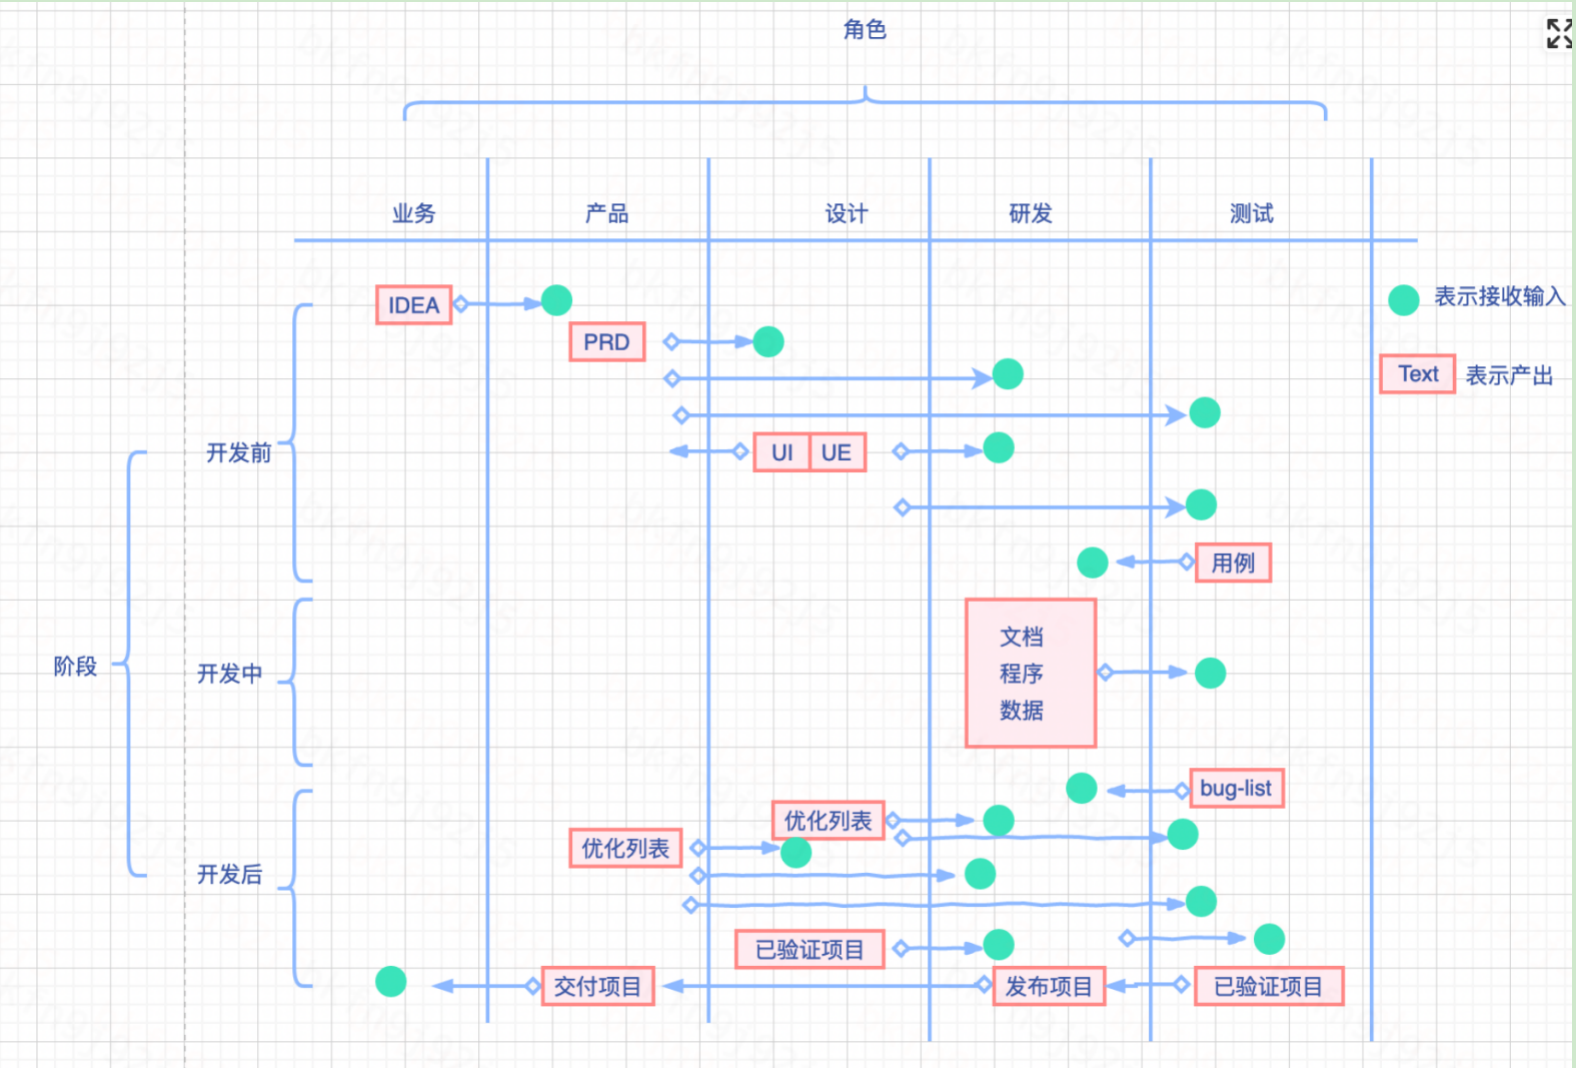 角色
业务
产品
设计
研发
测试
IDEA
表示接收输入
PRD
Text
表示产出
开发前
UI
UE
用例
文档
程序
数据
阶段
开发中
bug-list
优化列表
优化列表
开发后
已验证项目
交付项目
发布项目
已验证项目